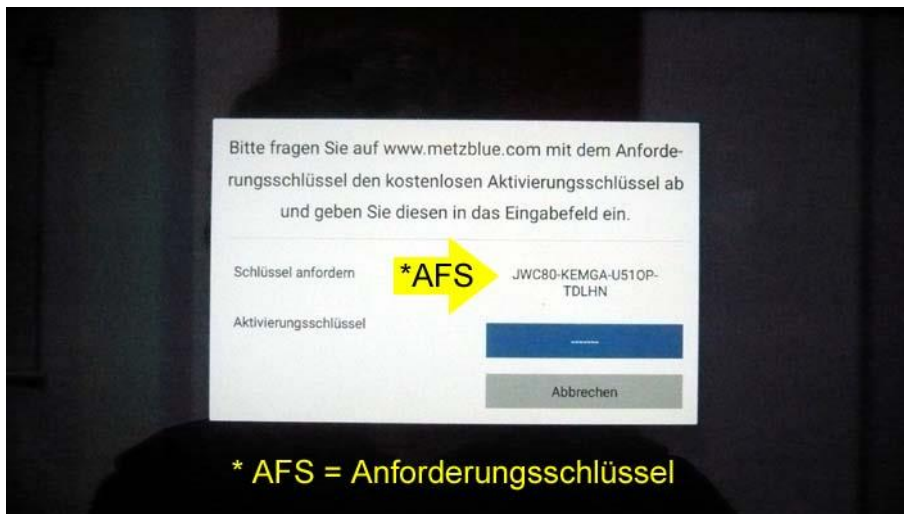 Bitte fragen Sie auf www.metzblue.com mit dem Anforde-
rungsschlüssel den kostenlosen Aktivierungsschlüssel ab
und geben Sie diesen in das Eingabefeld ein.
Schlüssel anfordern
*AFS
JWC80-KEMGA-U51OP-
TDLHN
Aktivierungsschlüssel
-------
Abbrechen
* AFS = Anforderungsschlüssel